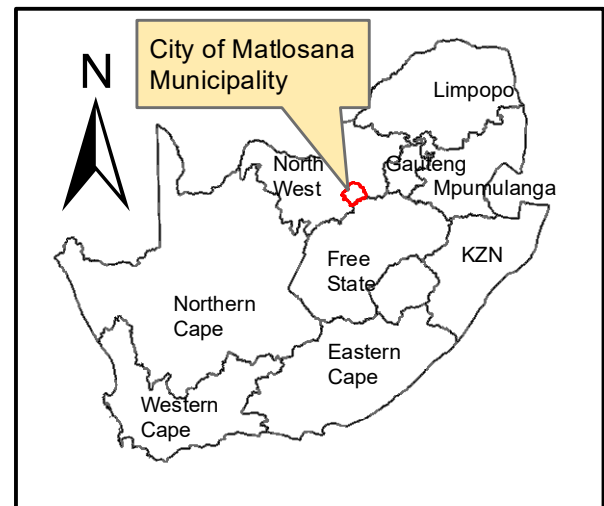 City of Matlosana
Municipality
N
Limpopo
North
West
Gauteng
Mpumulanga
Free
State
KZN
Northern
Cape
Eastern
Cape
Western
Cape